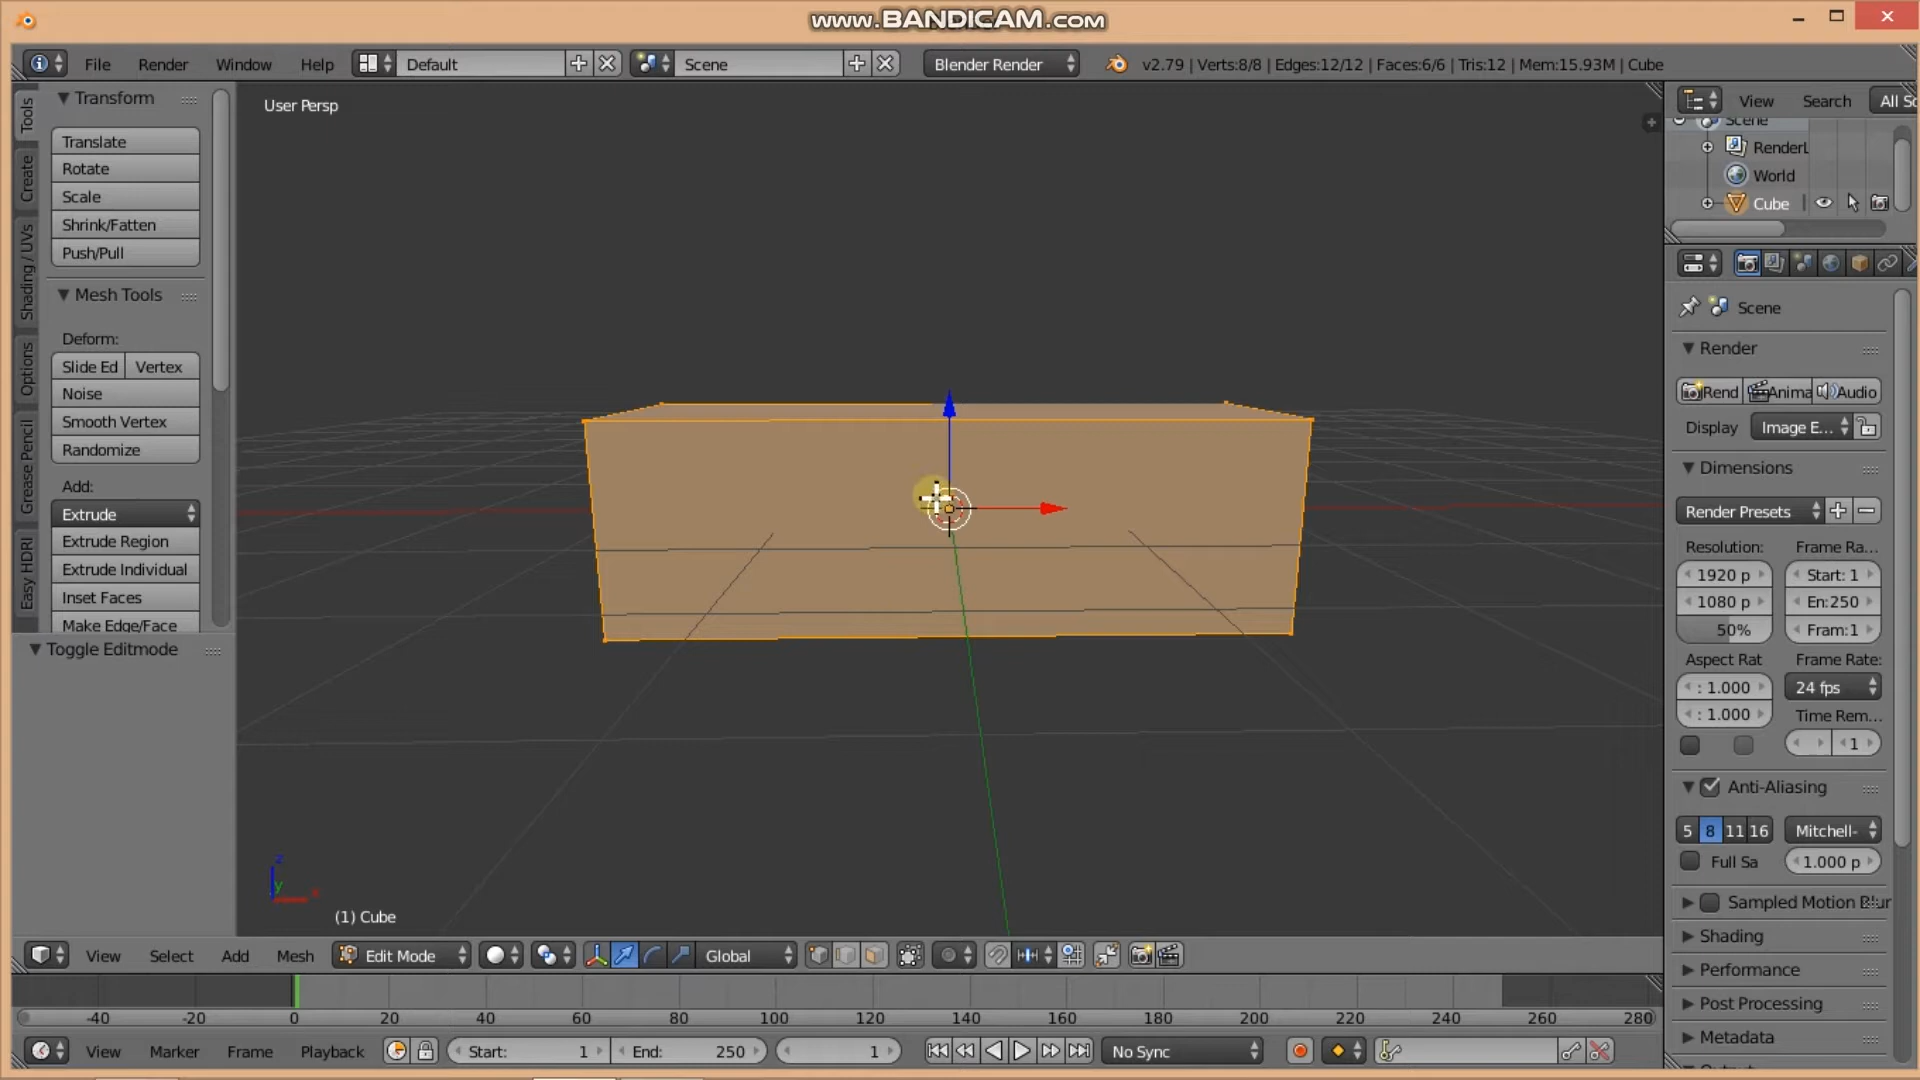 www.BANDICAM.com
File Render Window Help Default Scene Blender Render v2.79 | Verts:8/8 | Edges:12/12 | Faces:6/6 | Tris:12 | Mem:15.93M | Cube
Tools
Create
Shading / UVs
Options
Grease Pencil
Easy HDRI
Transform
Translate
Rotate
Scale
Shrink/Fatten
Push/Pull
Mesh Tools
Deform:
Slide Ed Vertex
Noise
Smooth Vertex
Randomize
Add:
Extrude
Extrude Region
Extrude Individual
Inset Faces
Make Edge/Face
Toggle Editmode
User Persp
z
y
x
(1) Cube
View Select Add Mesh Edit Mode Global
-40 -20 0 20 40 60 80 100 120 140 160 180 200 220 240 260 280
View Marker Frame Playback Start: 1 End: 250 1 No Sync
View Search All Sc
Scene
RenderL
World
Cube
Scene
Render
Rend Anima Audio
Display Image E...
Dimensions
Render Presets
Resolution: Frame Ra...
1920 p Start: 1
1080 p En:250
50% Fram:1
Aspect Rat Frame Rate:
: 1.000 24 fps
: 1.000 Time Rem...
1
Anti-Aliasing
5 8 11 16 Mitchell-
Full Sa 1.000 p
Sampled Motion Blur
Shading
Performance
Post Processing
Metadata